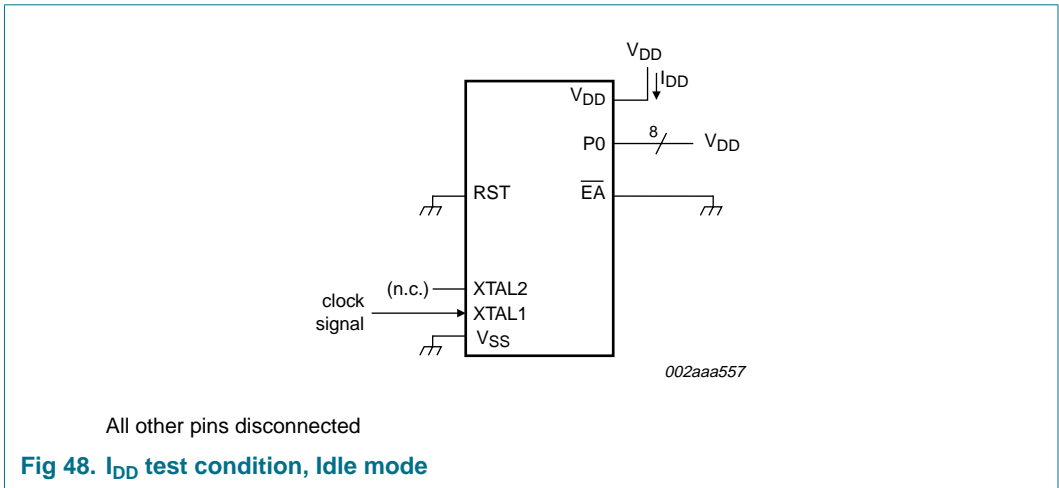 VDD
IDD
VDD
P0
8
VDD
RST
EA
(n.c.)
XTAL2
clock
signal
XTAL1
VSS
002aaa557
All other pins disconnected
Fig 48. IDD test condition, Idle mode